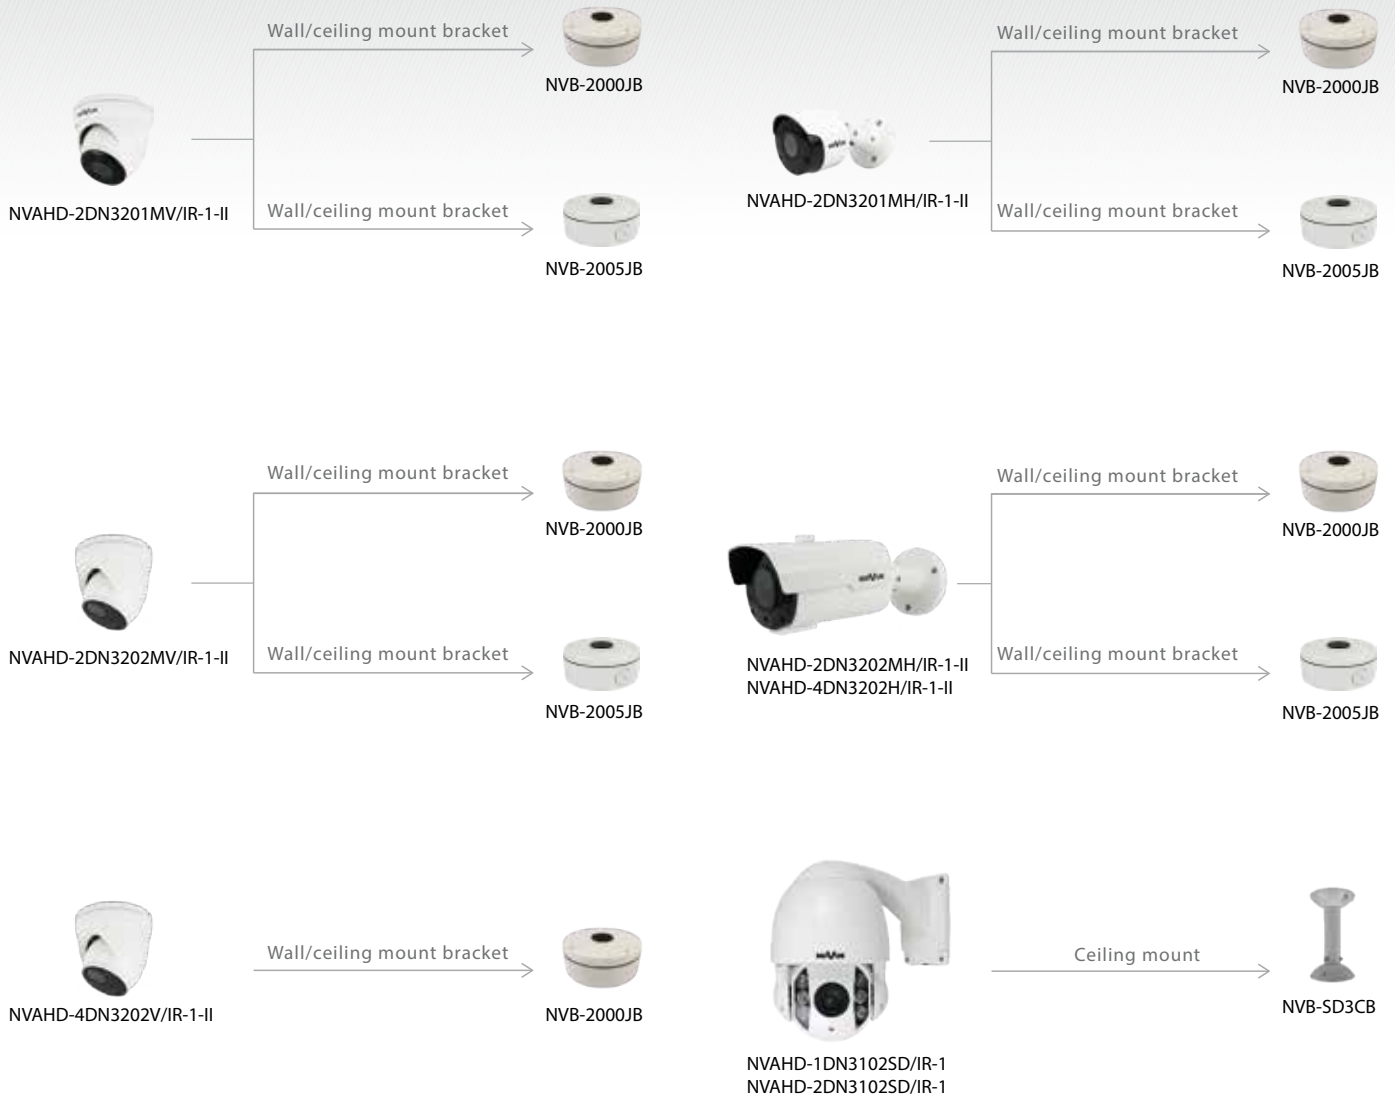 Wall/ceiling mount bracket
NVB-2000JB
NVAHD-2DN3201MV/IR-1-II
Wall/ceiling mount bracket
NVB-2005JB
Wall/ceiling mount bracket
NVB-2000JB
NVAHD-2DN3201MH/IR-1-II
Wall/ceiling mount bracket
NVB-2005JB
Wall/ceiling mount bracket
NVB-2000JB
NVAHD-2DN3202MV/IR-1-II
Wall/ceiling mount bracket
NVB-2005JB
Wall/ceiling mount bracket
NVB-2000JB
NVAHD-2DN3202MH/IR-1-II
NVAHD-4DN3202H/IR-1-II
Wall/ceiling mount bracket
NVB-2005JB
Wall/ceiling mount bracket
NVAHD-4DN3202V/IR-1-II
NVB-2000JB
Ceiling mount
NVB-SD3CB
NVAHD-1DN3102SD/IR-1
NVAHD-2DN3102SD/IR-1